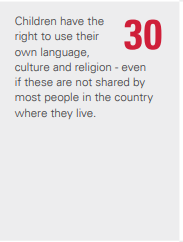 Children have the
right to use their
own language,
30
culture and religion - even
if these are not shared by
most people in the country
where they live.